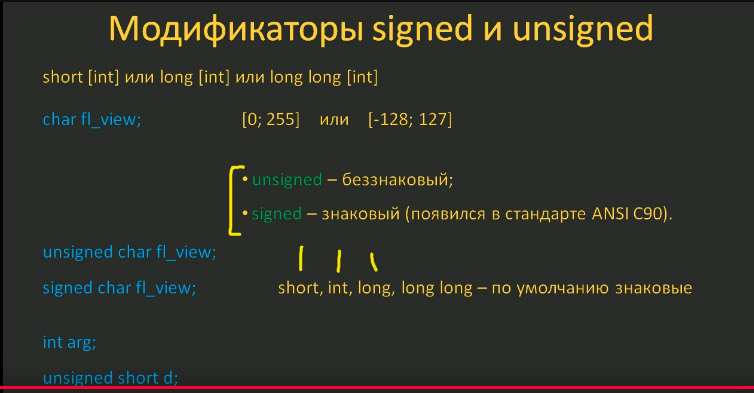 Модификаторы signed и unsigned
short [int] или long [int] или long long [int]
char fl_view; [0; 255] или [-128; 127]
• unsigned – беззнаковый;
• signed – знаковый (появился в стандарте ANSI C90).
unsigned char fl_view;
signed char fl_view; short, int, long, long long – по умолчанию знаковые
int arg;
unsigned short d;